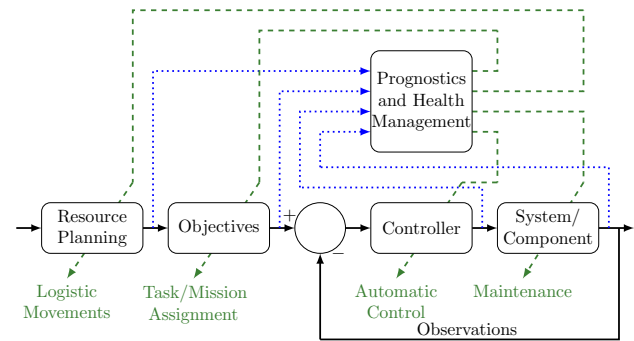 Prognostics
and Health
Management
Resource
Planning
Objectives
+
−
Controller
System/
Component
Logistic
Movements
Task/Mission
Assignment
Automatic
Control
Maintenance
Observations